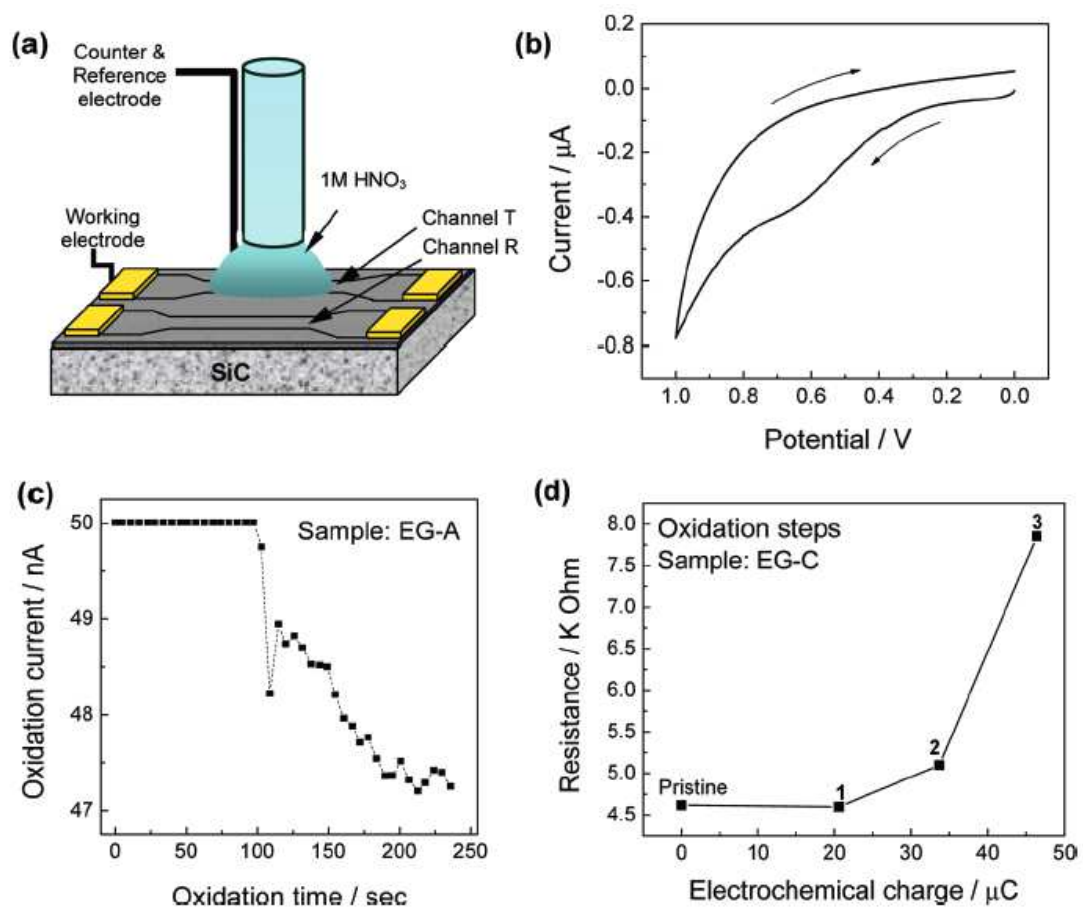 (a)
Counter &
Reference
electrode
1M HNO₃
Working
electrode
Channel T
Channel R
SiC
(b)
0.2
0.0
-0.2
-0.4
-0.6
-0.8
Current / μA
1.0 0.8 0.6 0.4 0.2 0.0
Potential / V
(c)
Sample: EG-A
50
49
48
47
Oxidation current / nA
0 50 100 150 200 250
Oxidation time / sec
(d)
Oxidation steps
Sample: EG-C
8.0
7.5
7.0
6.5
6.0
5.5
5.0
4.5
Resistance / K Ohm
Pristine
1
2
3
0 10 20 30 40 50
Electrochemical charge / μC